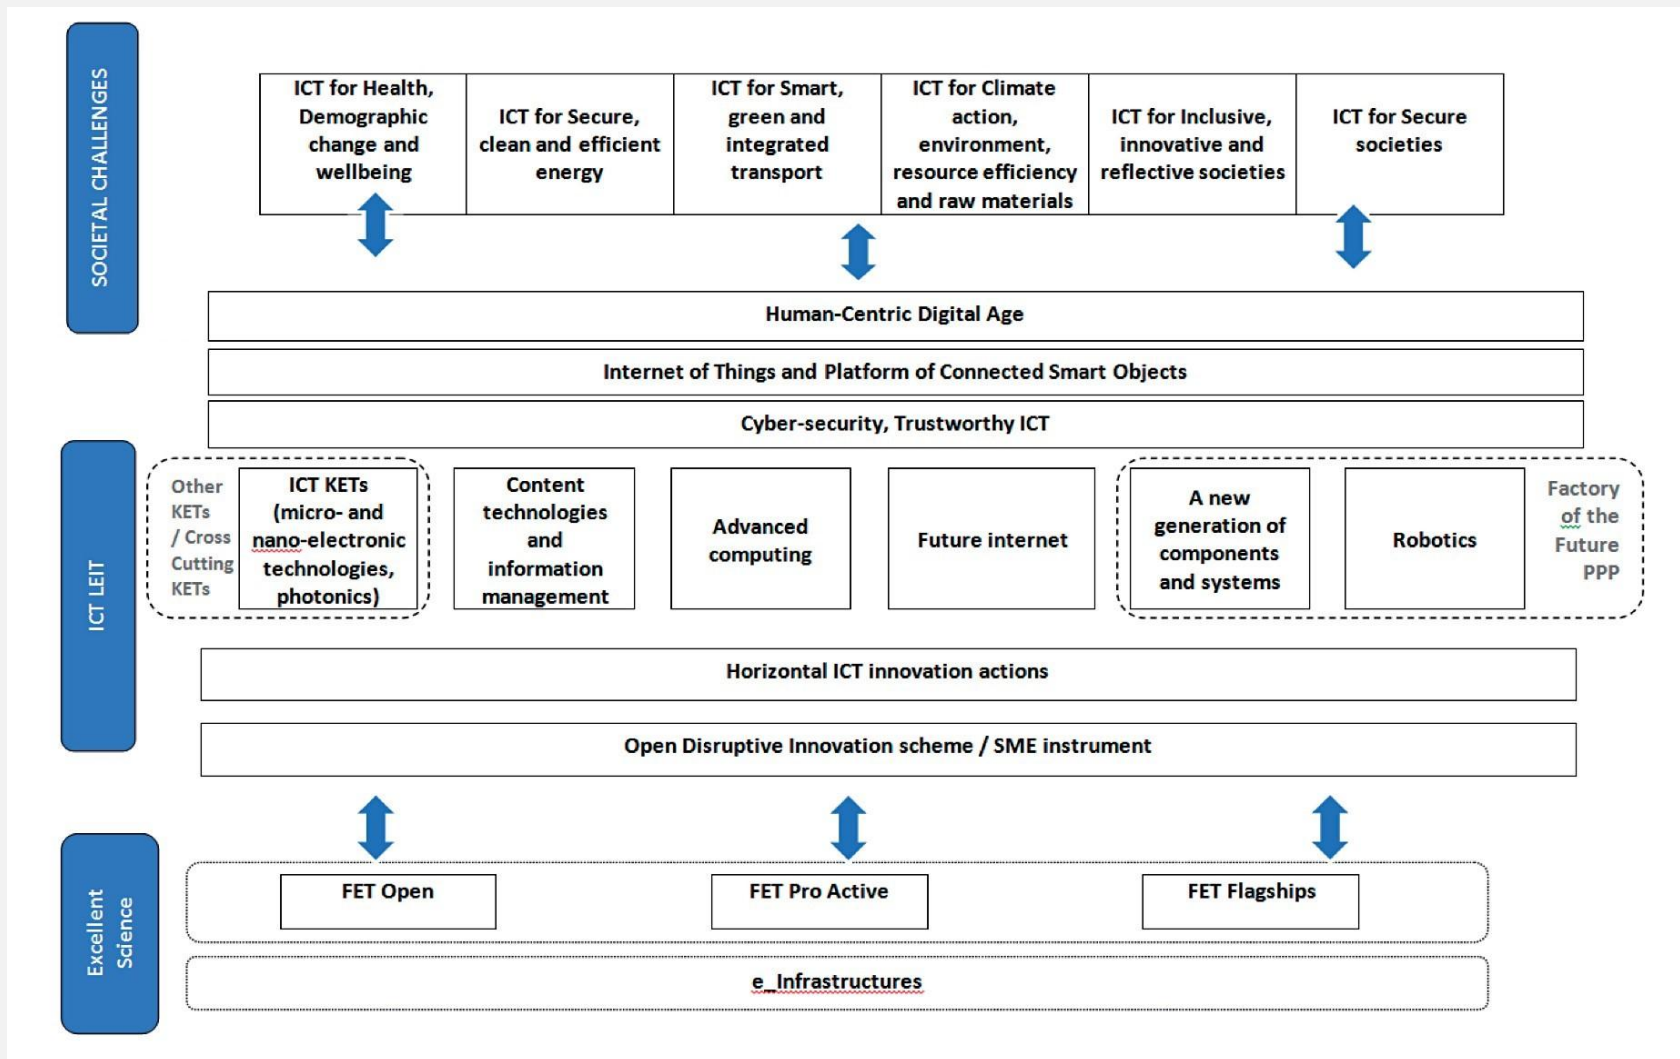 SOCIETAL CHALLENGES
ICT for Health,
Demographic
change and
wellbeing
ICT for Secure,
clean and efficient
energy
ICT for Smart,
green and
integrated
transport
ICT for Climate
action,
environment,
resource efficiency
and raw materials
ICT for Inclusive,
innovative and
reflective societies
ICT for Secure
societies
Human-Centric Digital Age
Internet of Things and Platform of Connected Smart Objects
Cyber-security, Trustworthy ICT
ICT LEIT
Other
KETs
/ Cross
Cutting
KETs
ICT KETs
(micro- and
nano-electronic
technologies,
photonics)
Content
technologies
and
information
management
Advanced
computing
Future internet
A new
generation of
components
and systems
Robotics
Factory
of the
Future
PPP
Horizontal ICT innovation actions
Open Disruptive Innovation scheme / SME instrument
Excellent
Science
FET Open
FET Pro Active
FET Flagships
e_Infrastructures